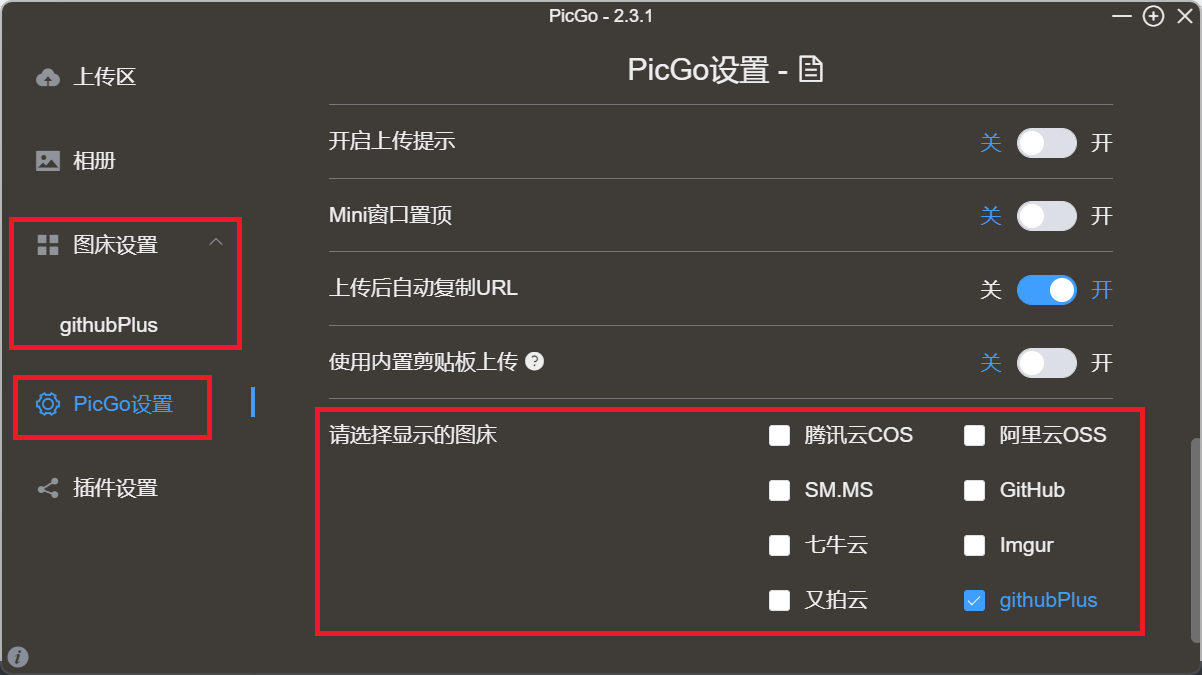 PicGo - 2.3.1
上传区
相册
图床设置
githubPlus
PicGo设置
插件设置
PicGo设置 -
开启上传提示 关 开
Mini窗口置顶 关 开
上传后自动复制URL 关 开
使用内置剪贴板上传 ? 关 开
请选择显示的图床 腾讯云COS 阿里云OSS
SM.MS GitHub
七牛云 Imgur
又拍云 githubPlus